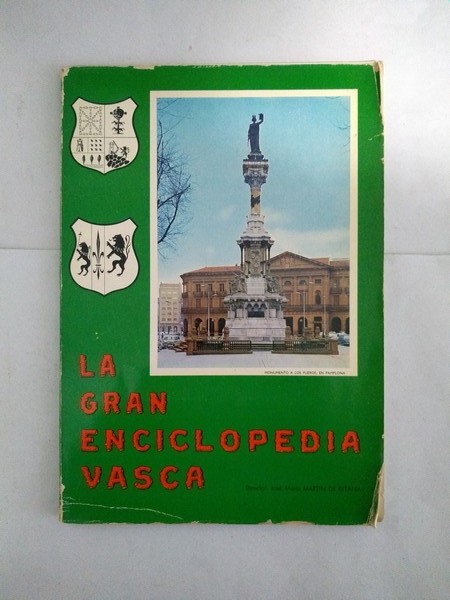 MONUMENTO A LOS FUEROS, EN PAMPLONA
LA
GRAN
ENCICLOPEDIA
VASCA